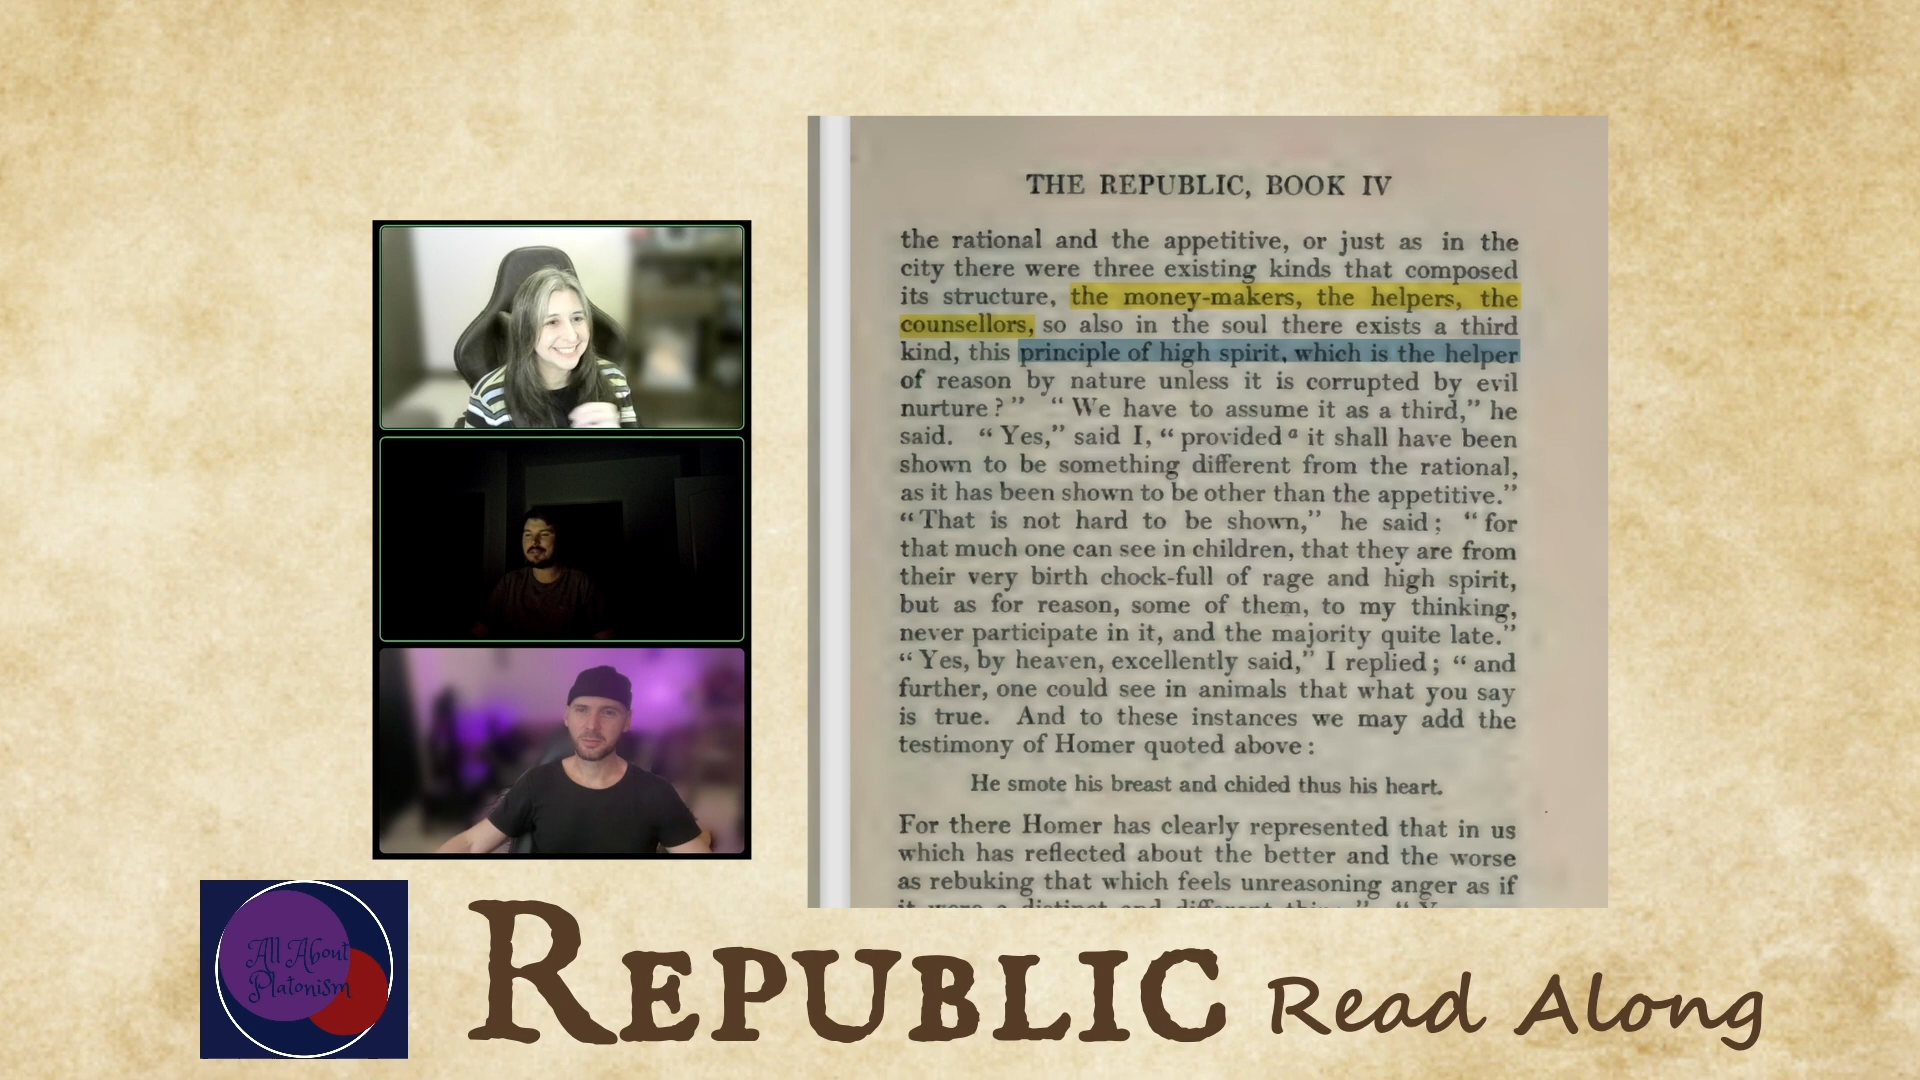 THE REPUBLIC, BOOK IV
the rational and the appetitive, or just as in the
city there were three existing kinds that composed
its structure, the money-makers, the helpers, the
counsellors, so also in the soul there exists a third
kind, this principle of high spirit, which is the helper
of reason by nature unless it is corrupted by evil
nurture?” “We have to assume it as a third,” he
said. “Yes,” said I, “provided ᵃ it shall have been
shown to be something different from the rational,
as it has been shown to be other than the appetitive.”
“That is not hard to be shown,” he said; “for
that much one can see in children, that they are from
their very birth chock-full of rage and high spirit,
but as for reason, some of them, to my thinking,
never participate in it, and the majority quite late.”
“Yes, by heaven, excellently said,” I replied; “and
further, one could see in animals that what you say
is true. And to these instances we may add the
testimony of Homer quoted above:
He smote his breast and chided thus his heart.
For there Homer has clearly represented that in us
which has reflected about the better and the worse
as rebuking that which feels unreasoning anger as if
it were a distinct and different thing.”
All About
Platonism
REPUBLIC Read Along